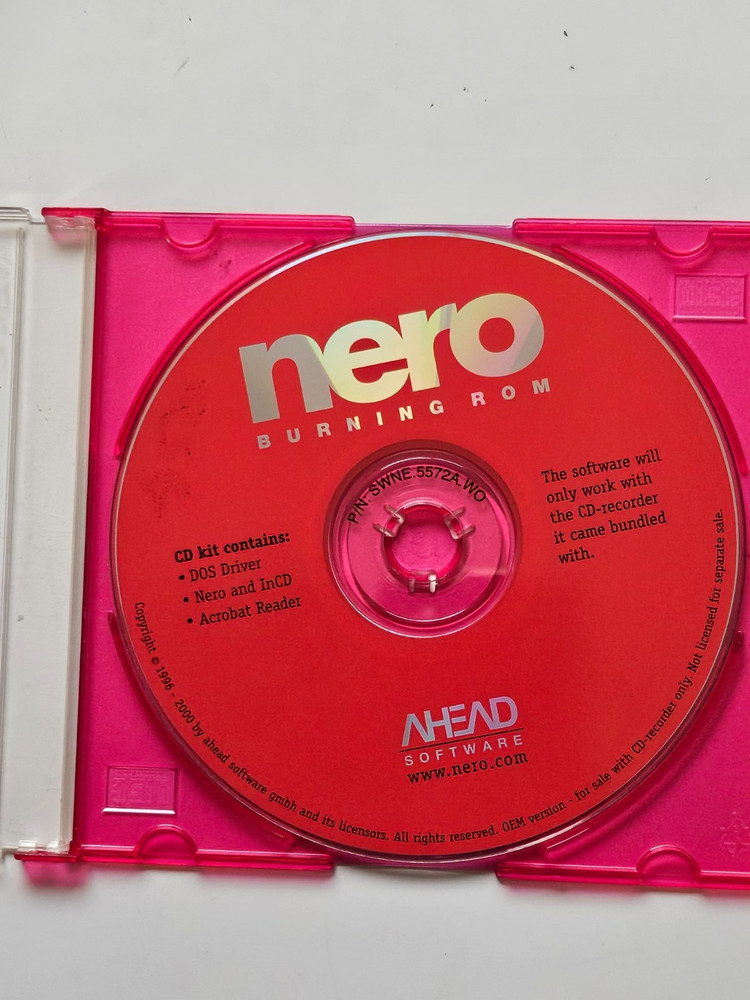 nero
BURNING ROM
P/N: SWNE.5572A.WO
The software will
only work with
the CD-recorder
it came bundled
with.
CD kit contains:
• DOS Driver
• Nero and InCD
• Acrobat Reader
AHEAD
SOFTWARE
www.nero.com
Copyright © 1996 - 2000 by ahead software gmbh and its licensors. All rights reserved. OEM version - for sale with CD-recorder only. Not licensed for separate sale.